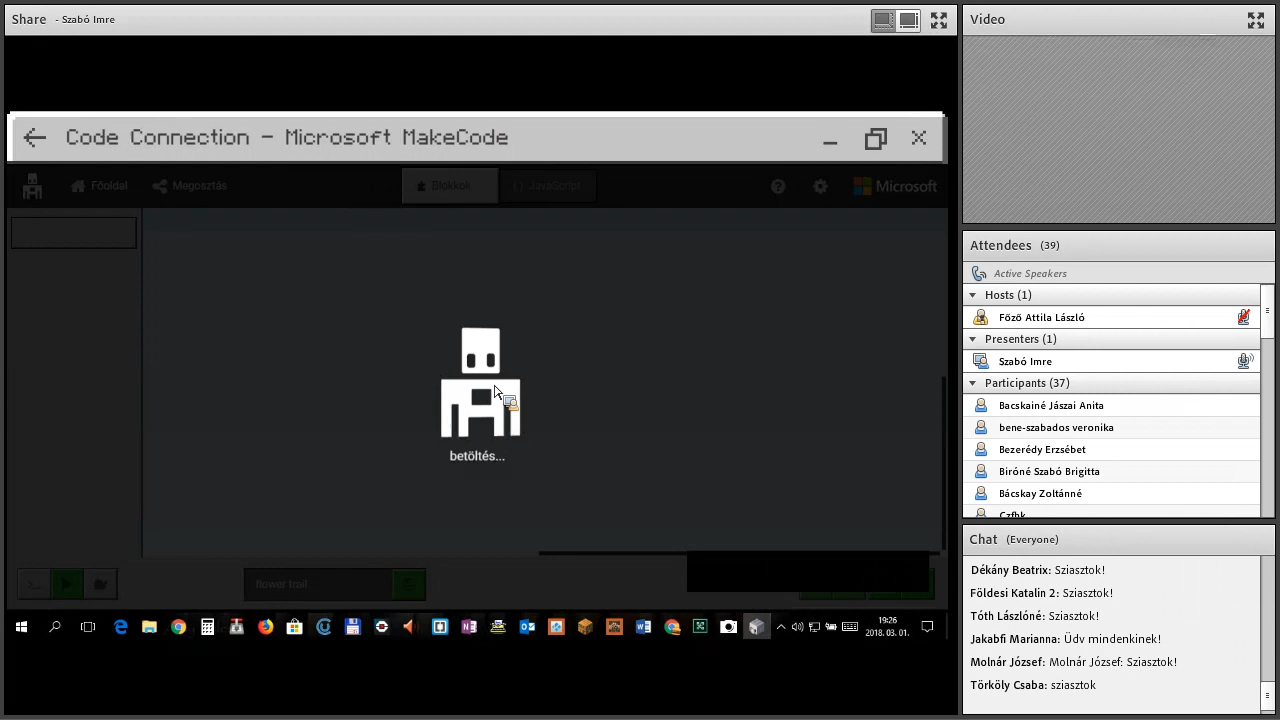 Share - Szabó Imre
Code Connection - Microsoft MakeCode
Főoldal Megosztás Blokkok {} JavaScript ? Microsoft
betöltés...
flower trail
19:26
2018. 03. 01.
Video
Attendees (39)
Active Speakers
Hosts (1)
Főző Attila László
Presenters (1)
Szabó Imre
Participants (37)
Bacskainé Jászai Anita
bene-szabados veronika
Bezerédy Erzsébet
Biróné Szabó Brigitta
Bácskay Zoltánné
Czfbk
Chat (Everyone)
Dékány Beatrix: Sziasztok!
Földesi Katalin 2: Sziasztok!
Tóth Lászlóné: Sziasztok!
Jakabfi Marianna: Üdv mindenkinek!
Molnár József: Molnár József: Sziasztok!
Törköly Csaba: sziasztok